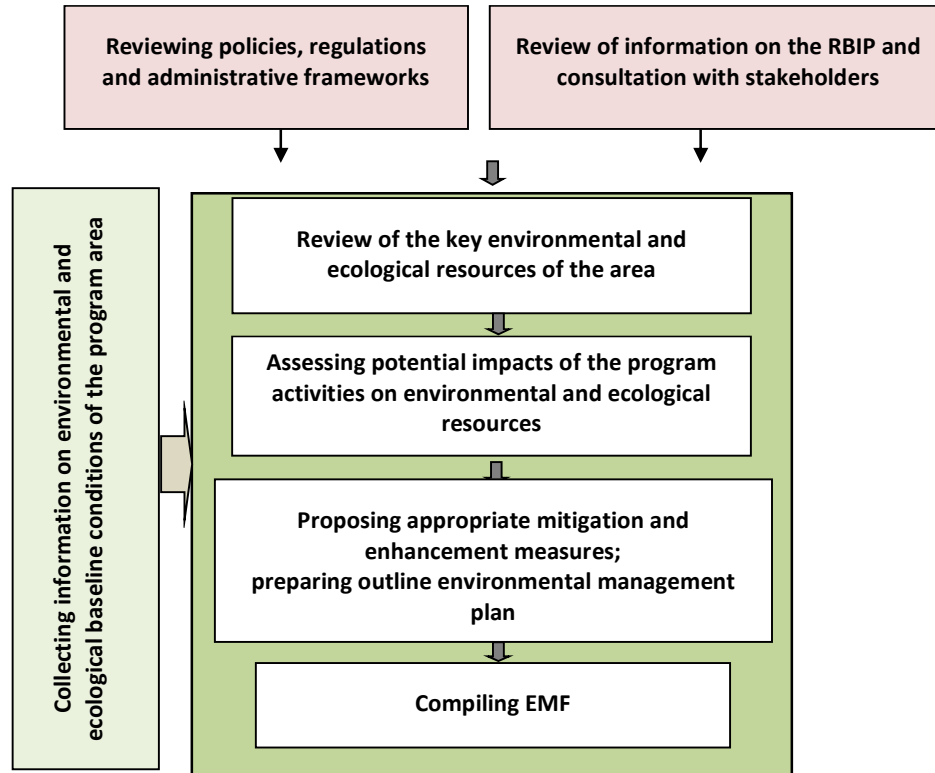 Reviewing policies, regulations
and administrative frameworks
Review of information on the RBIP and
consultation with stakeholders
Collecting information on environmental and
ecological baseline conditions of the program area
Review of the key environmental and
ecological resources of the area
Assessing potential impacts of the program
activities on environmental and ecological
resources
Proposing appropriate mitigation and
enhancement measures;
preparing outline environmental management
plan
Compiling EMF